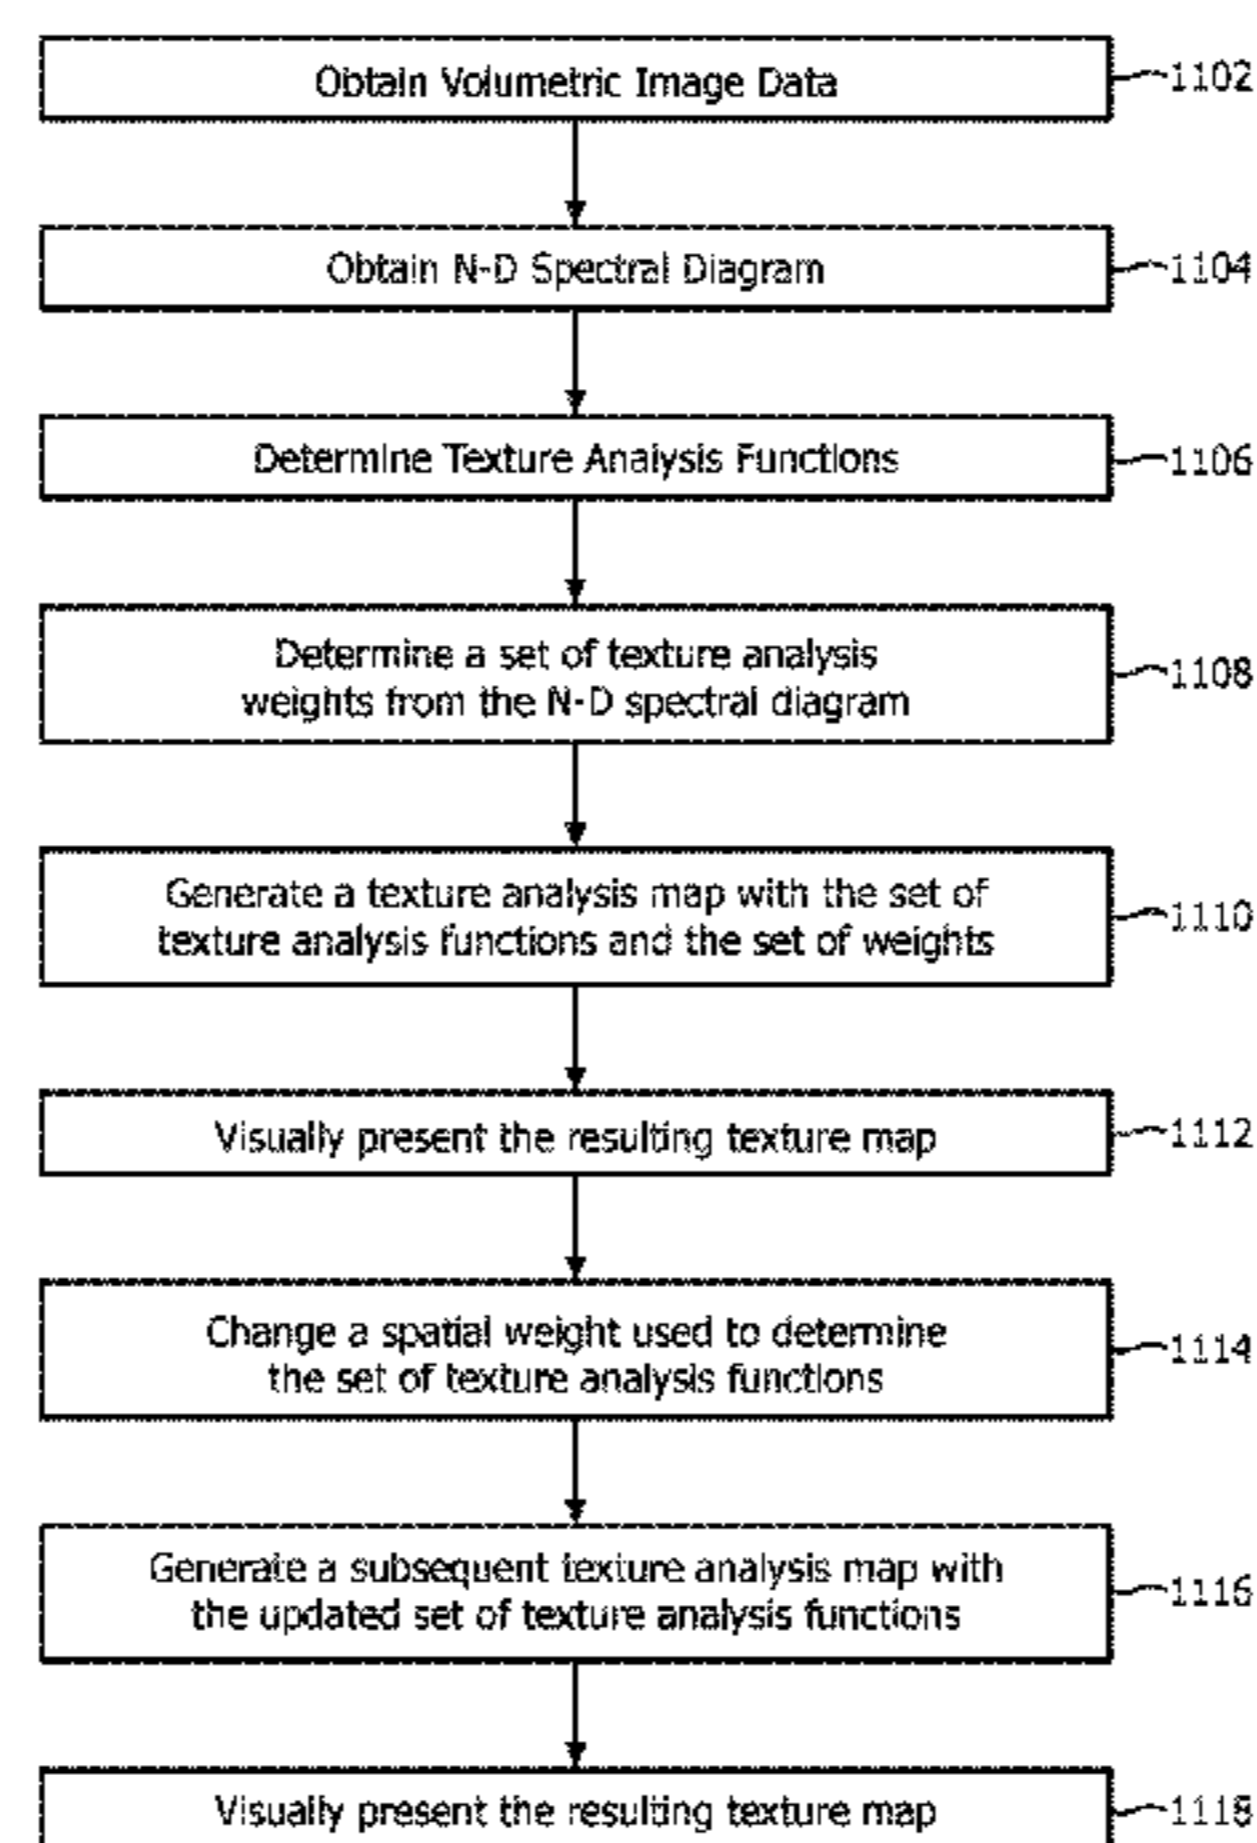 Obtain Volumetric Image Data
1102
Obtain N-D Spectral Diagram
1104
Determine Texture Analysis Functions
1106
Determine a set of texture analysis
weights from the N-D spectral diagram
1108
Generate a texture analysis map with the set of
texture analysis functions and the set of weights
1110
Visually present the resulting texture map
1112
Change a spatial weight used to determine
the set of texture analysis functions
1114
Generate a subsequent texture analysis map with
the updated set of texture analysis functions
1116
Visually present the resulting texture map
1118